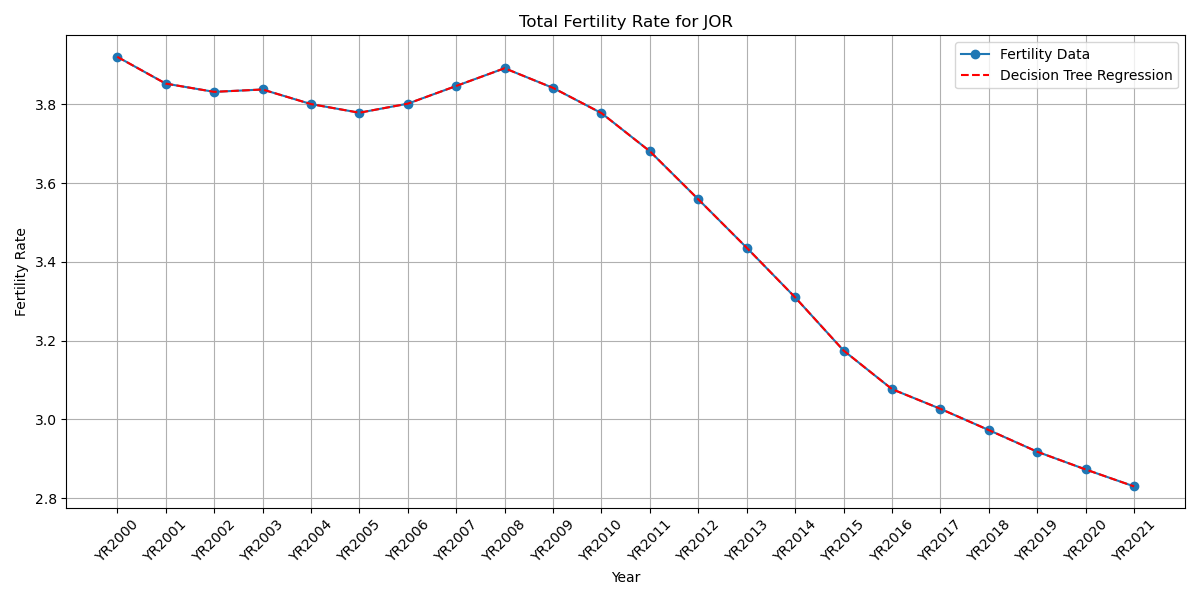 Total Fertility Rate for JOR
Fertility Data
Decision Tree Regression
Fertility Rate
3.8
3.6
3.4
3.2
3.0
2.8
YR2000
YR2001
YR2002
YR2003
YR2004
YR2005
YR2006
YR2007
YR2008
YR2009
YR2010
YR2011
YR2012
YR2013
YR2014
YR2015
YR2016
YR2017
YR2018
YR2019
YR2020
YR2021
Year